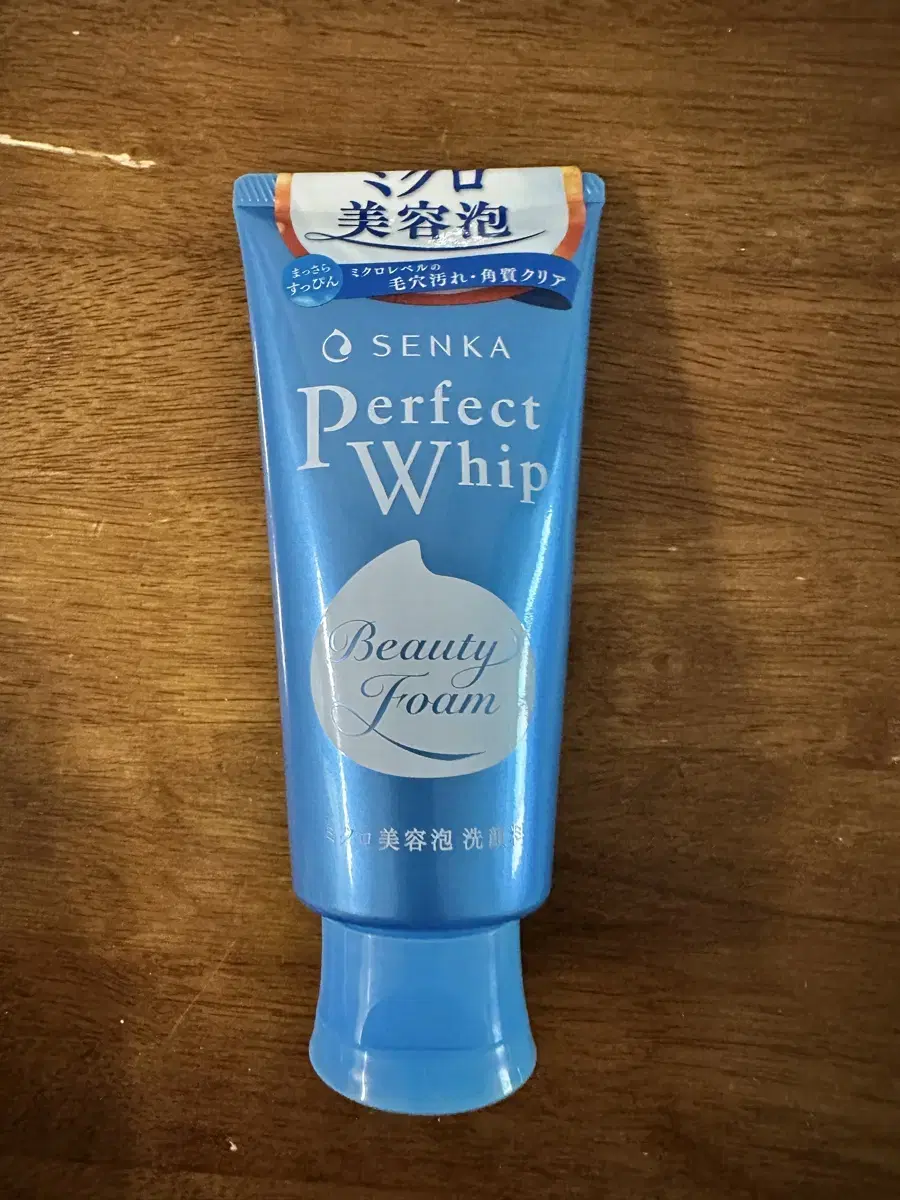 ミクロ
美容泡
まっさら
すっぴん
ミクロレベルの
毛穴汚れ・角質クリア
SENKA
Perfect
Whip
Beauty
Foam
ミクロ美容泡 洗顔